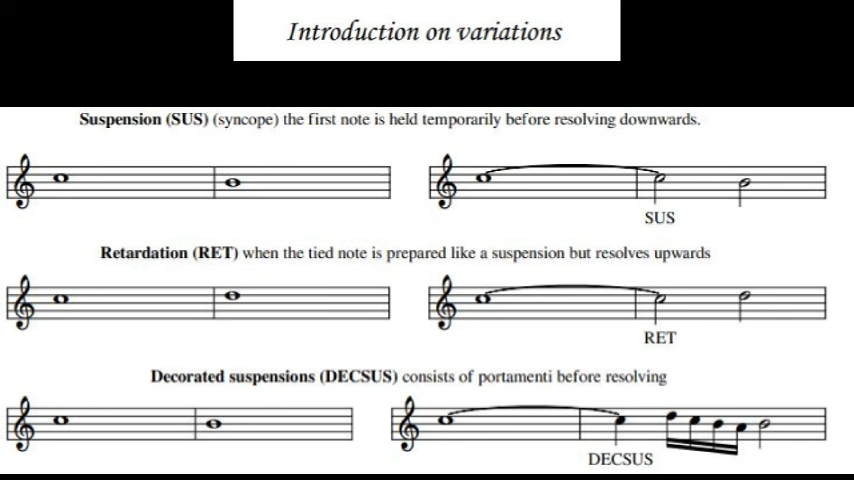 Introduction on variations
Suspension (SUS) (syncope) the first note is held temporarily before resolving downwards.
SUS
Retardation (RET) when the tied note is prepared like a suspension but resolves upwards
RET
Decorated suspensions (DECSUS) consists of portamenti before resolving
DECSUS